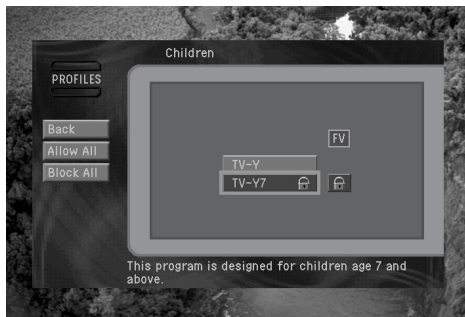 Children
PROFILES
Back
Allow All
Block All
FV
TV-Y
TV-Y7
This program is designed for children age 7 and
above.